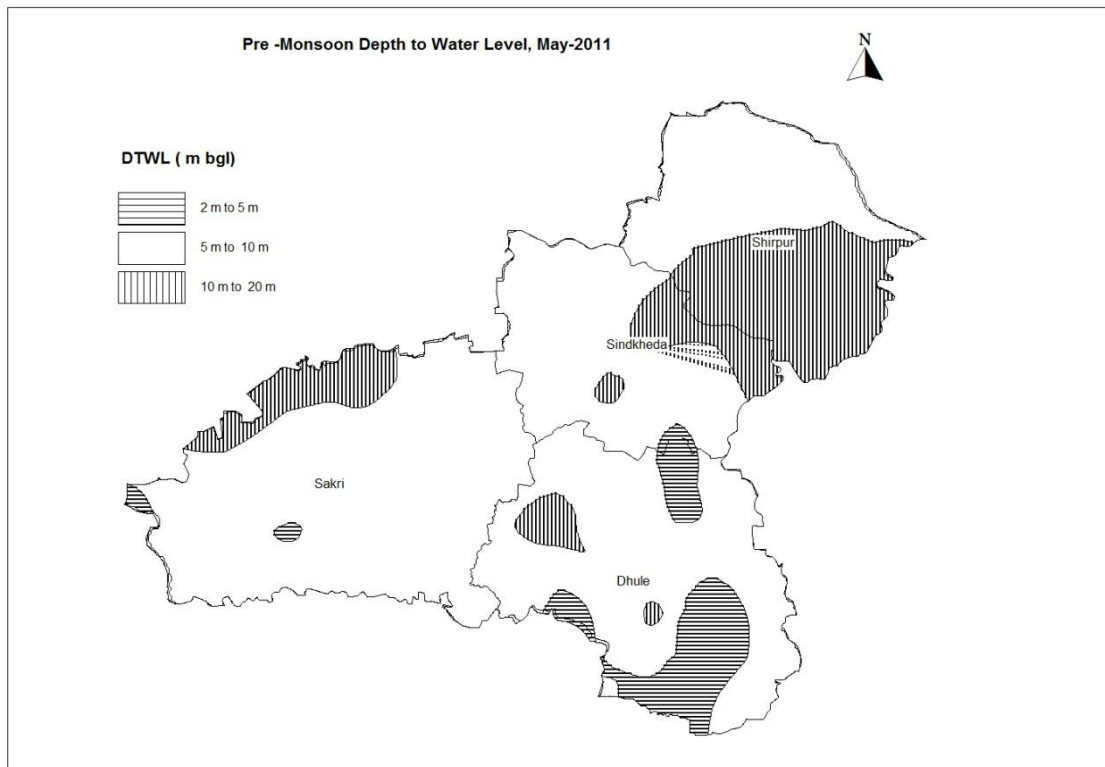 Pre -Monsoon Depth to Water Level, May-2011
N
DTWL ( m bgl)
2 m to 5 m
5 m to 10 m
10 m to 20 m
Shirpur
Sindkheda
Sakri
Dhule